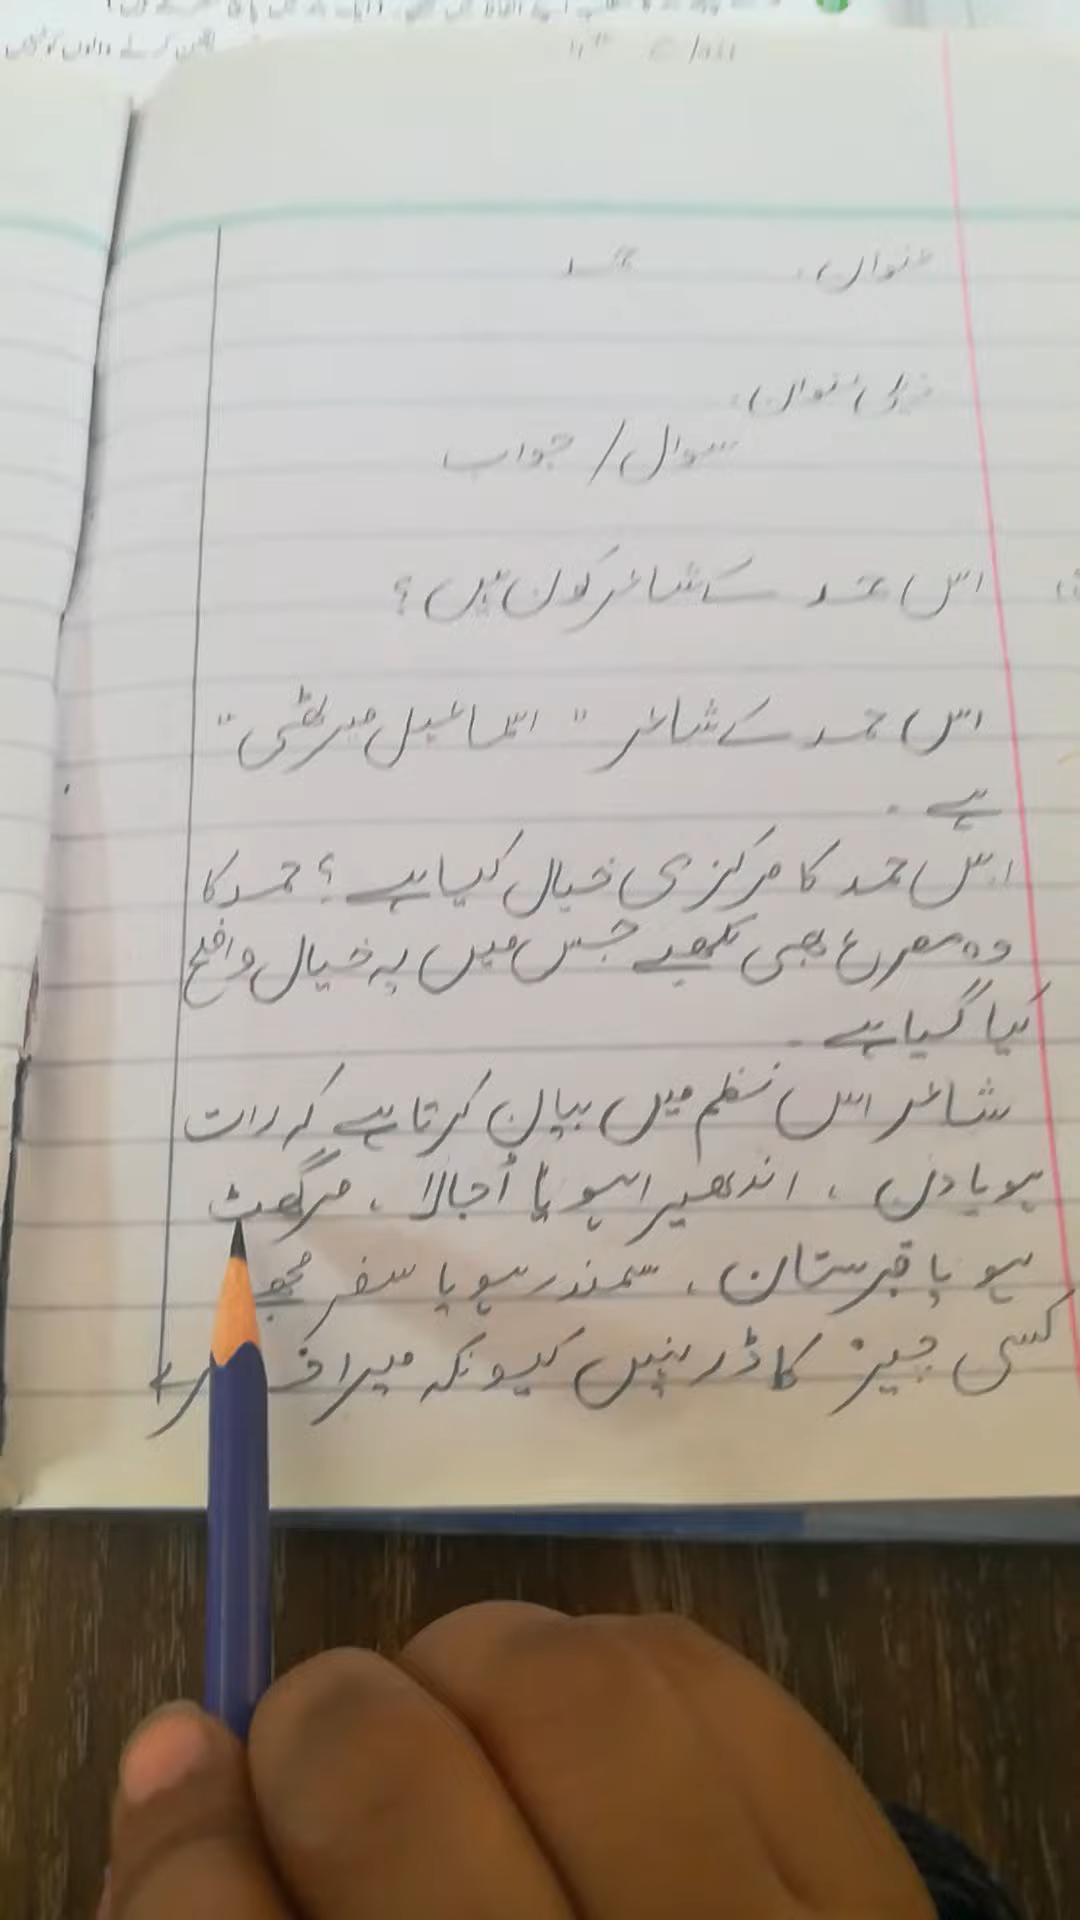 11th Class
عنوان: حمد
ذیلی عنوان:
سوال / جواب
اس حمد کے شاعر کون ہیں؟
اس حمد کے شاعر "اسماعیل میرٹھی"
ہے۔
اس حمد کا مرکزی خیال کیا ہے؟ حمد کا
وہ مصرع بھی لکھیے جس میں یہ خیال واضح
کیا گیا ہے۔
شاعر اس نظم میں بیان کرتا ہے کہ رات
ہو یا دن، اندھیرا ہو یا اُجالا، مرگھٹ
ہو یا قبرستان، سمندر ہو یا سفر مجھے
کسی چیز کا ڈر نہیں کیونکہ میرا